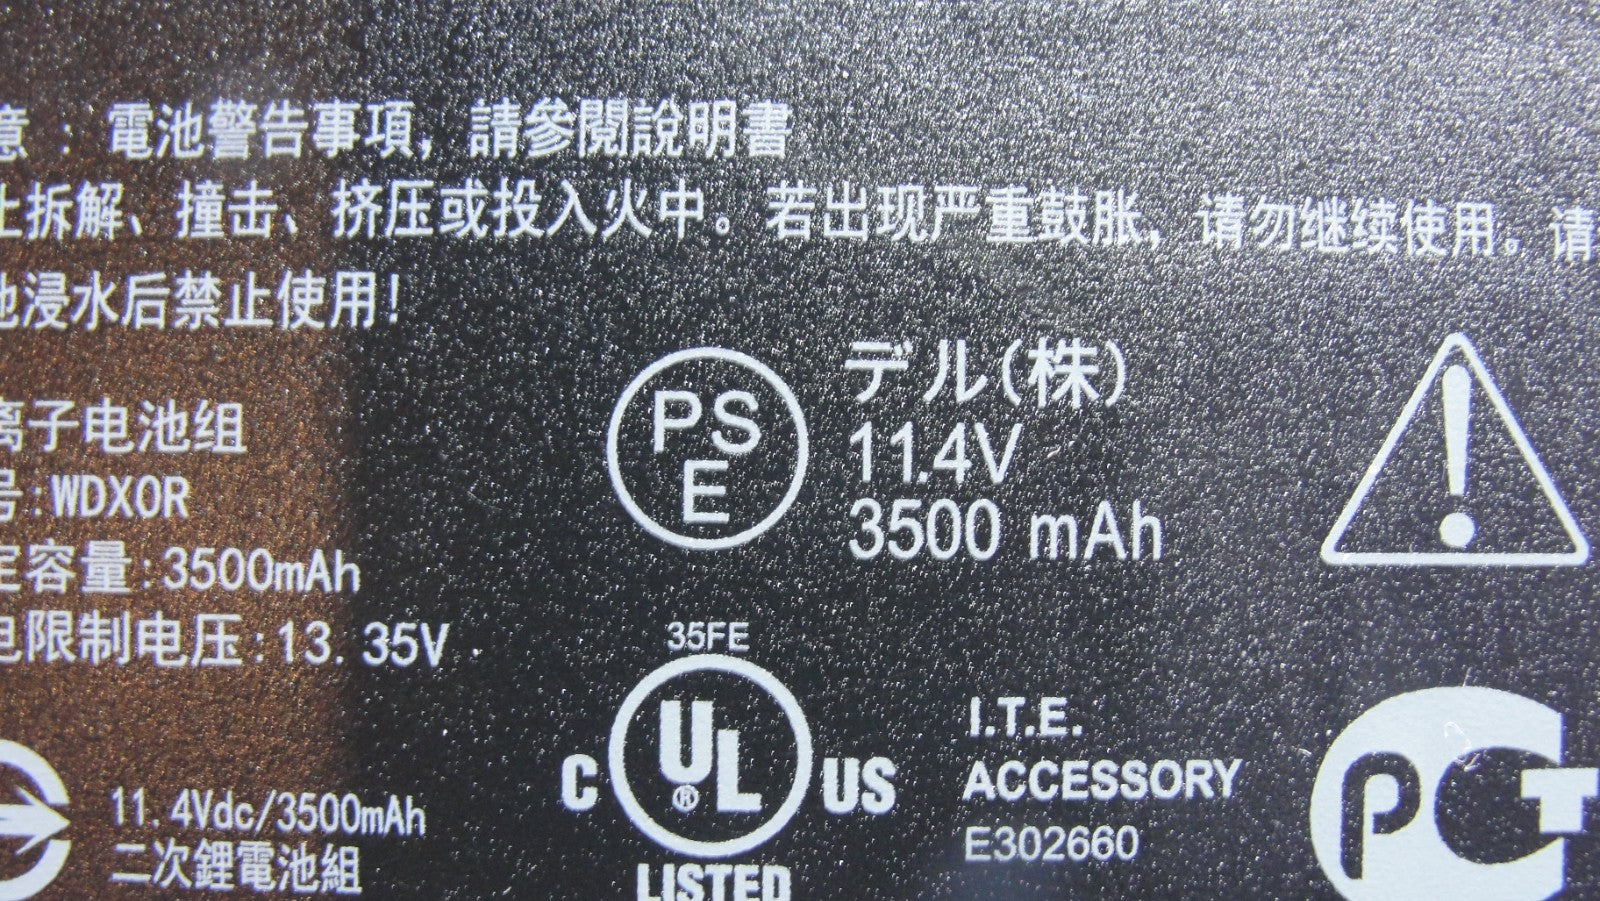 意：電池警告事項，請參閱說明書
止拆解、撞击、挤压或投入火中。若出现严重鼓胀，请勿继续使用。请
池浸水后禁止使用！
离子电池组
号:WDX0R
定容量:3500mAh
电限制电压:13.35V
PS
E
デル(株)
11.4V
3500 mAh
35FE
C UL® US
LISTED
I.T.E.
ACCESSORY
E302660
11.4Vdc/3500mAh
二次鋰電池組
PCT